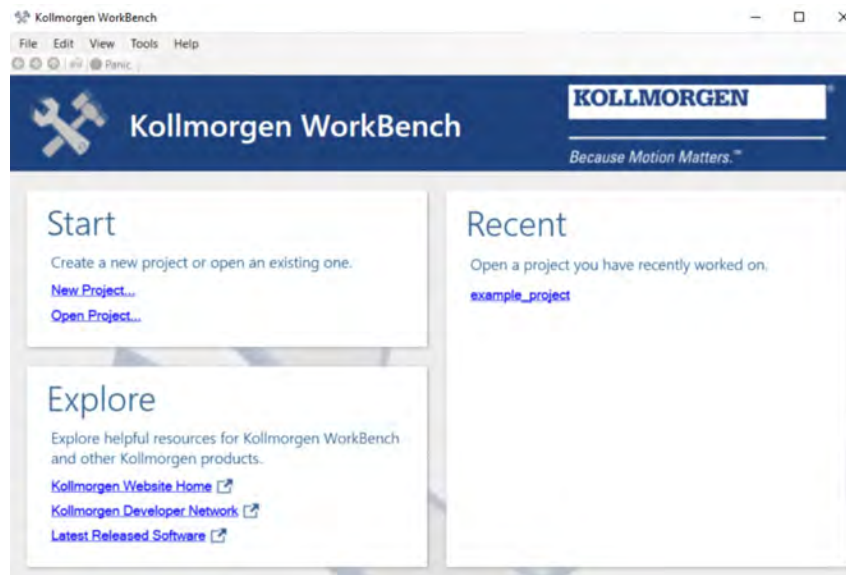 Kollmorgen WorkBench
File Edit View Tools Help
Panic
Kollmorgen WorkBench
KOLLMORGEN®
Because Motion Matters.™
Start
Create a new project or open an existing one.
New Project...
Open Project...
Explore
Explore helpful resources for Kollmorgen WorkBench
and other Kollmorgen products.
Kollmorgen Website Home
Kollmorgen Developer Network
Latest Released Software
Recent
Open a project you have recently worked on.
example_project